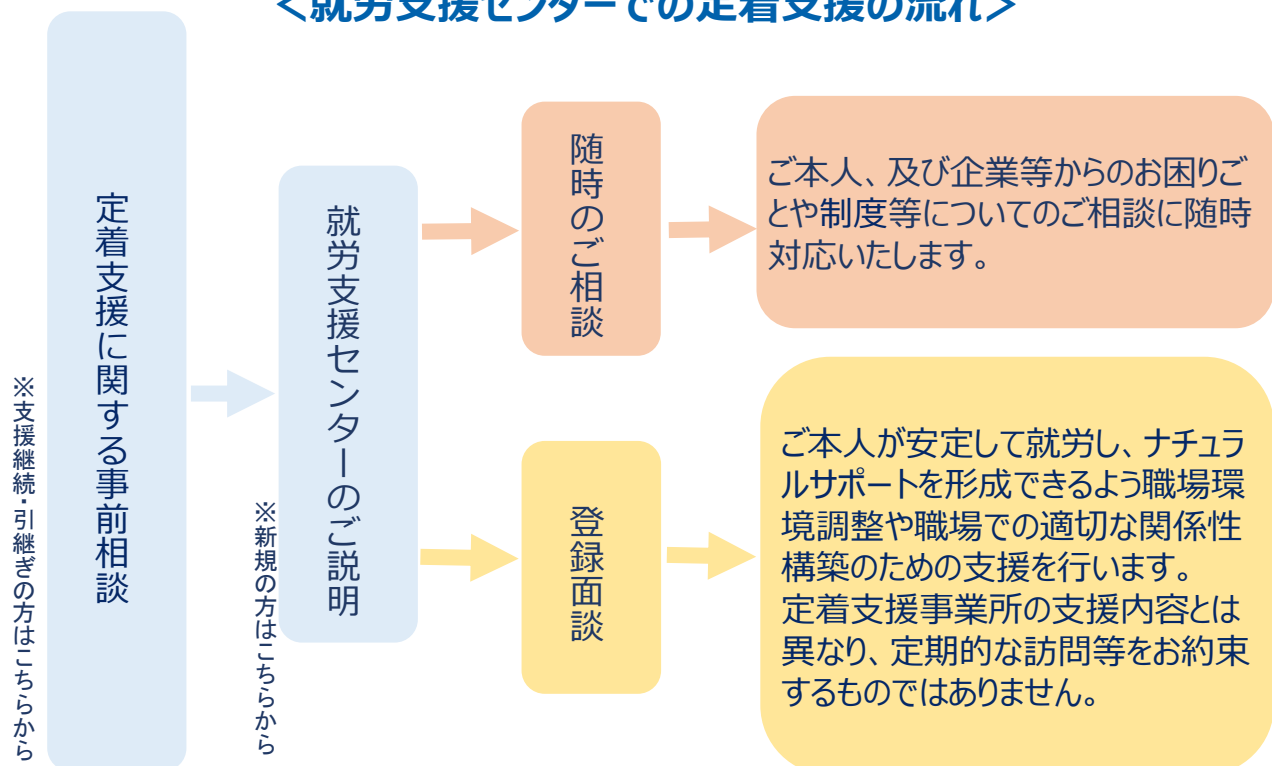 <就労支援センターでの定着支援の流れ>
※支援継続・引継ぎの方はこちらから
定着支援に関する事前相談
※新規の方はこちらから
就労支援センターのご説明
随時のご相談
ご本人、及び企業等からのお困りご
とや制度等についてのご相談に随時
対応いたします。
登録面談
ご本人が安定して就労し、ナチュラ
ルサポートを形成できるよう職場環
境調整や職場での適切な関係性
構築のための支援を行います。
定着支援事業所の支援内容とは
異なり、定期的な訪問等をお約束
するものではありません。